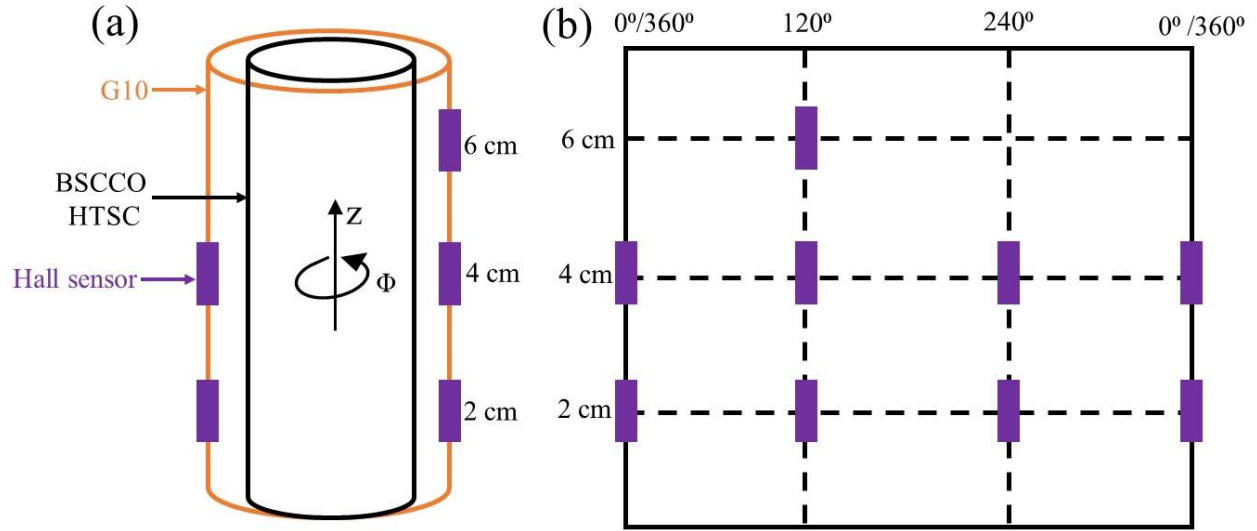 (a)
G10
6 cm
BSCCO
HTSC
z
Hall sensor
4 cm
Φ
2 cm
(b)
0º/360º
120º
240º
0º /360º
6 cm
4 cm
2 cm